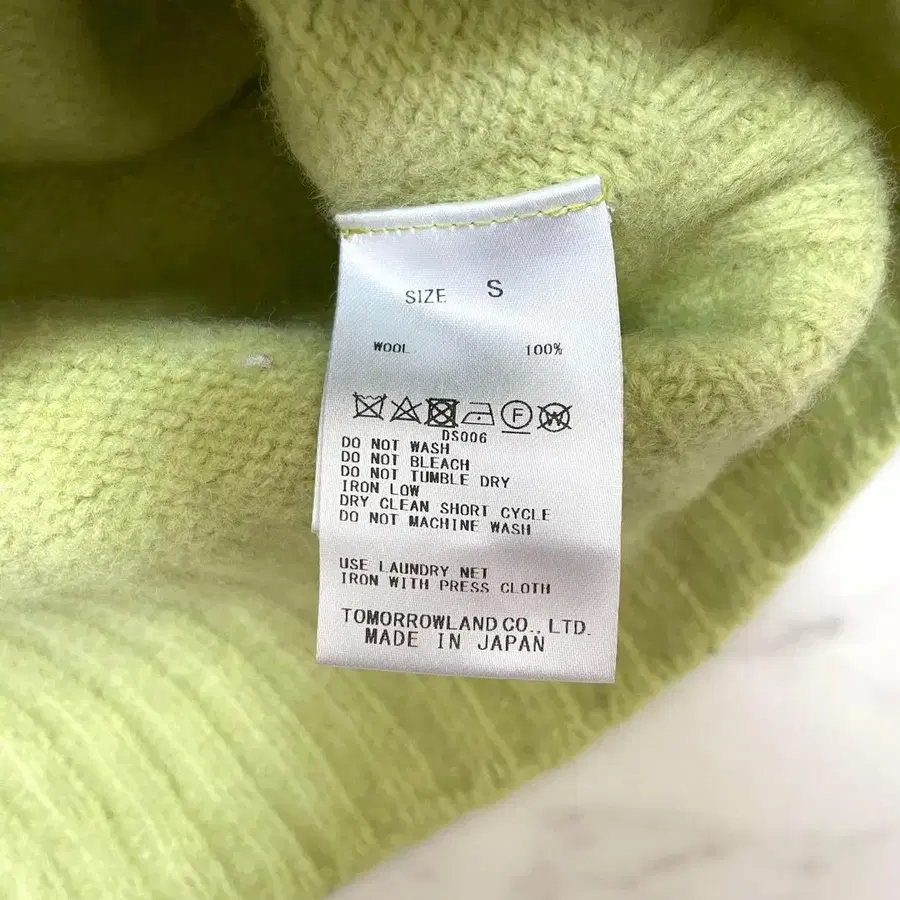 SIZE S
WOOL 100%
F W
DS006
DO NOT WASH
DO NOT BLEACH
DO NOT TUMBLE DRY
IRON LOW
DRY CLEAN SHORT CYCLE
DO NOT MACHINE WASH
USE LAUNDRY NET
IRON WITH PRESS CLOTH
TOMORROWLAND CO., LTD.
MADE IN JAPAN